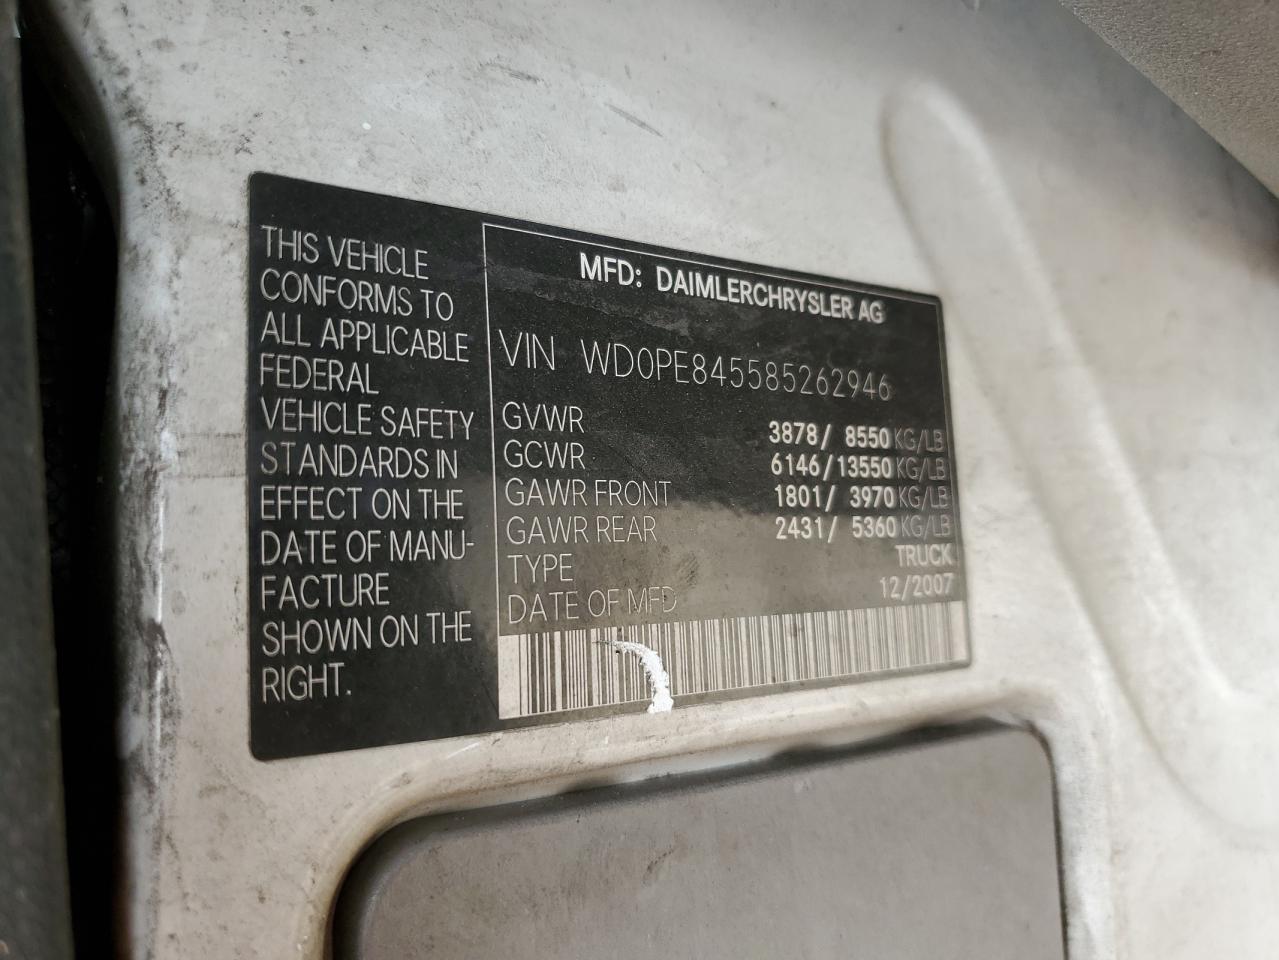 THIS VEHICLE
CONFORMS TO
ALL APPLICABLE
FEDERAL
VEHICLE SAFETY
STANDARDS IN
EFFECT ON THE
DATE OF MANU-
FACTURE
SHOWN ON THE
RIGHT.
MFD: DAIMLERCHRYSLER AG
VIN WD0PE845585262946
GVWR 3878/ 8550 KG/LB
GCWR 6146/13550 KG/LB
GAWR FRONT 1801/ 3970 KG/LB
GAWR REAR 2431/ 5360 KG/LB
TYPE TRUCK
DATE OF MFD 12/2007